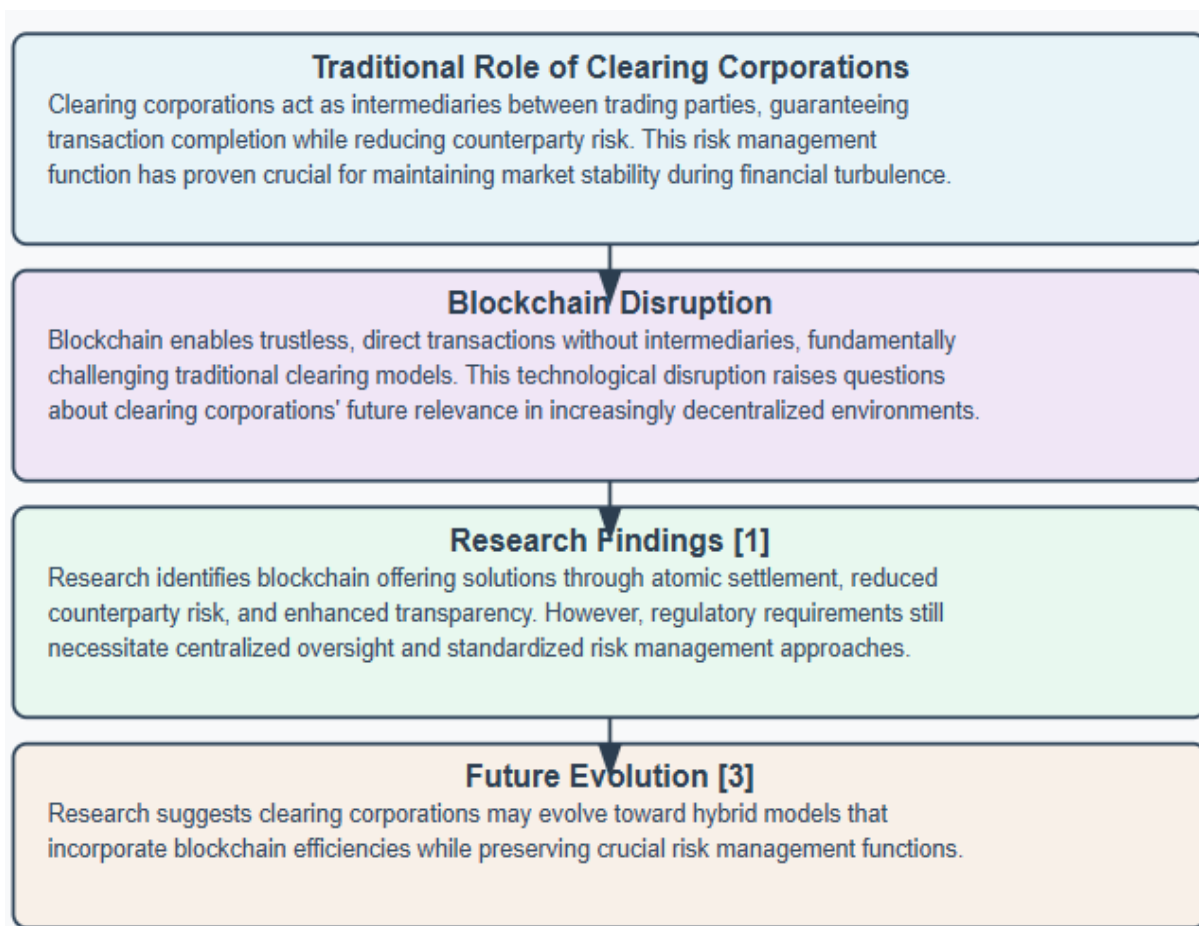 Traditional Role of Clearing Corporations
Clearing corporations act as intermediaries between trading parties, guaranteeing
transaction completion while reducing counterparty risk. This risk management
function has proven crucial for maintaining market stability during financial turbulence.
Blockchain Disruption
Blockchain enables trustless, direct transactions without intermediaries, fundamentally
challenging traditional clearing models. This technological disruption raises questions
about clearing corporations' future relevance in increasingly decentralized environments.
Research Findings [1]
Research identifies blockchain offering solutions through atomic settlement, reduced
counterparty risk, and enhanced transparency. However, regulatory requirements still
necessitate centralized oversight and standardized risk management approaches.
Future Evolution [3]
Research suggests clearing corporations may evolve toward hybrid models that
incorporate blockchain efficiencies while preserving crucial risk management functions.